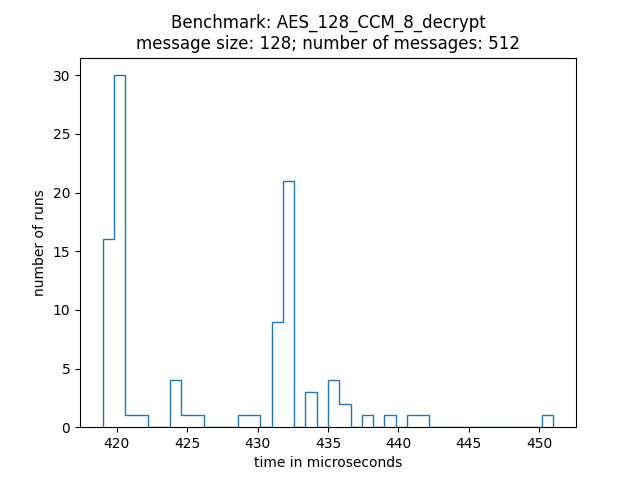 Benchmark: AES_128_CCM_8_decrypt
message size: 128; number of messages: 512
30
25
20
15
10
5
0
number of runs
420 425 430 435 440 445 450
time in microseconds